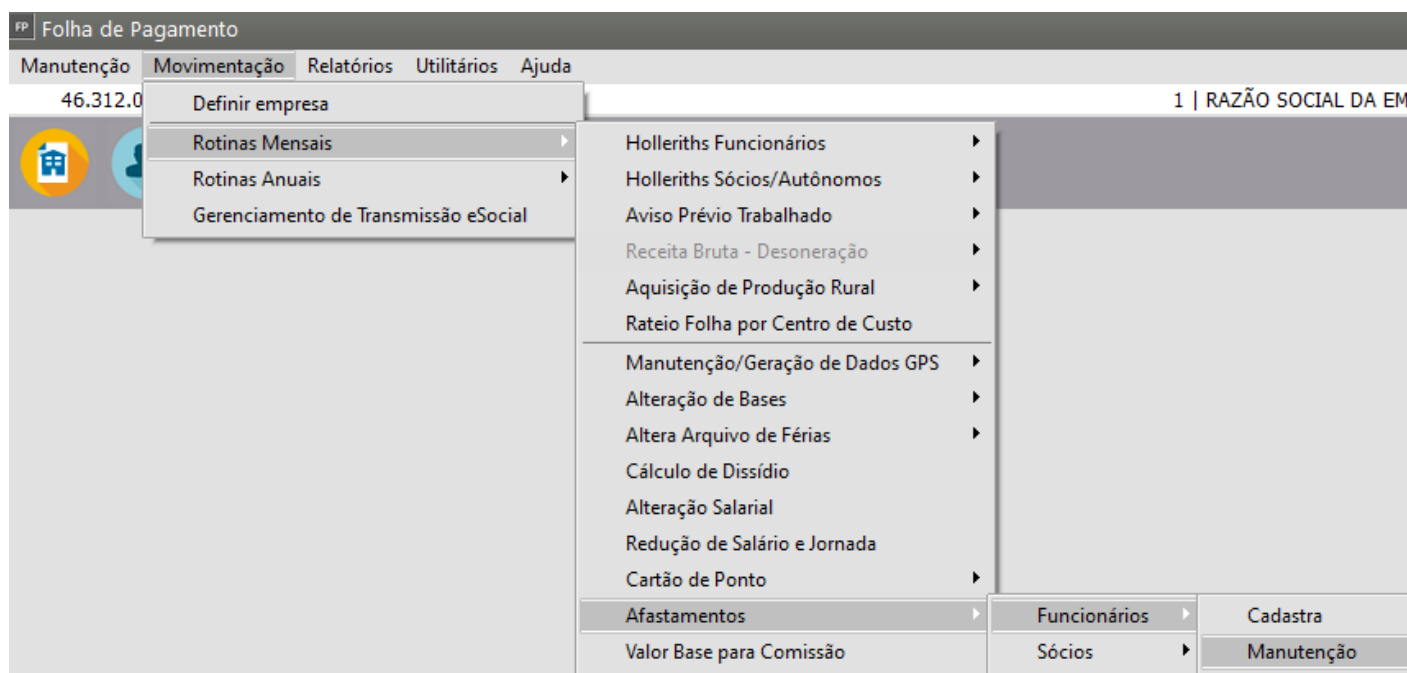 FP Folha de Pagamento
Manutenção Movimentação Relatórios Utilitários Ajuda
46.312.0
1 | RAZÃO SOCIAL DA EM
Definir empresa
Rotinas Mensais
Rotinas Anuais
Gerenciamento de Transmissão eSocial
Holleriths Funcionários
Holleriths Sócios/Autônomos
Aviso Prévio Trabalhado
Receita Bruta - Desoneração
Aquisição de Produção Rural
Rateio Folha por Centro de Custo
Manutenção/Geração de Dados GPS
Alteração de Bases
Altera Arquivo de Férias
Cálculo de Dissídio
Alteração Salarial
Redução de Salário e Jornada
Cartão de Ponto
Afastamentos
Valor Base para Comissão
Funcionários
Sócios
Cadastra
Manutenção